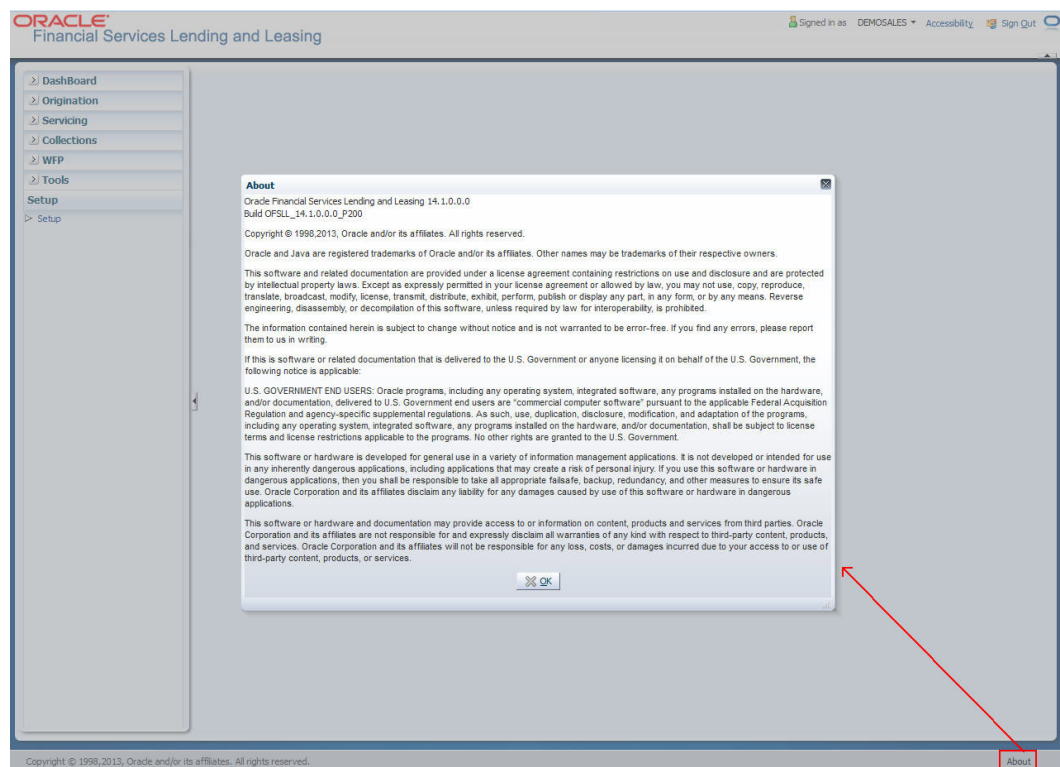 ORACLE
Financial Services Lending and Leasing
Signed in as DEMOSALES Accessibility Sign Out
DashBoard
Origination
Servicing
Collections
WFP
Tools
Setup
Setup
About
Oracle Financial Services Lending and Leasing 14.1.0.0.0
Build OFSLL_14.1.0.0.0_P200
Copyright © 1998,2013, Oracle and/or its affiliates. All rights reserved.
Oracle and Java are registered trademarks of Oracle and/or its affiliates. Other names may be trademarks of their respective owners.
This software and related documentation are provided under a license agreement containing restrictions on use and disclosure and are protected
by intellectual property laws. Except as expressly permitted in your license agreement or allowed by law, you may not use, copy, reproduce,
translate, broadcast, modify, license, transmit, distribute, exhibit, perform, publish or display any part, in any form, or by any means. Reverse
engineering, disassembly, or decompilation of this software, unless required by law for interoperability, is prohibited.
The information contained herein is subject to change without notice and is not warranted to be error-free. If you find any errors, please report
them to us in writing.
If this is software or related documentation that is delivered to the U.S. Government or anyone licensing it on behalf of the U.S. Government, the
following notice is applicable:
U.S. GOVERNMENT END USERS: Oracle programs, including any operating system, integrated software, any programs installed on the hardware,
and/or documentation, delivered to U.S. Government end users are "commercial computer software" pursuant to the applicable Federal Acquisition
Regulation and agency-specific supplemental regulations. As such, use, duplication, disclosure, modification, and adaptation of the programs,
including any operating system, integrated software, any programs installed on the hardware, and/or documentation, shall be subject to license
terms and license restrictions applicable to the programs. No other rights are granted to the U.S. Government.
This software or hardware is developed for general use in a variety of information management applications. It is not developed or intended for use
in any inherently dangerous applications, including applications that may create a risk of personal injury. If you use this software or hardware in
dangerous applications, then you shall be responsible to take all appropriate failsafe, backup, redundancy, and other measures to ensure its safe
use. Oracle Corporation and its affiliates disclaim any liability for any damages caused by use of this software or hardware in dangerous
applications.
This software or hardware and documentation may provide access to or information on content, products and services from third parties. Oracle
Corporation and its affiliates are not responsible for and expressly disclaim all warranties of any kind with respect to third-party content, products,
and services. Oracle Corporation and its affiliates will not be responsible for any loss, costs, or damages incurred due to your access to or use of
third-party content, products, or services.
OK
Copyright © 1998,2013, Oracle and/or its affiliates. All rights reserved.
About